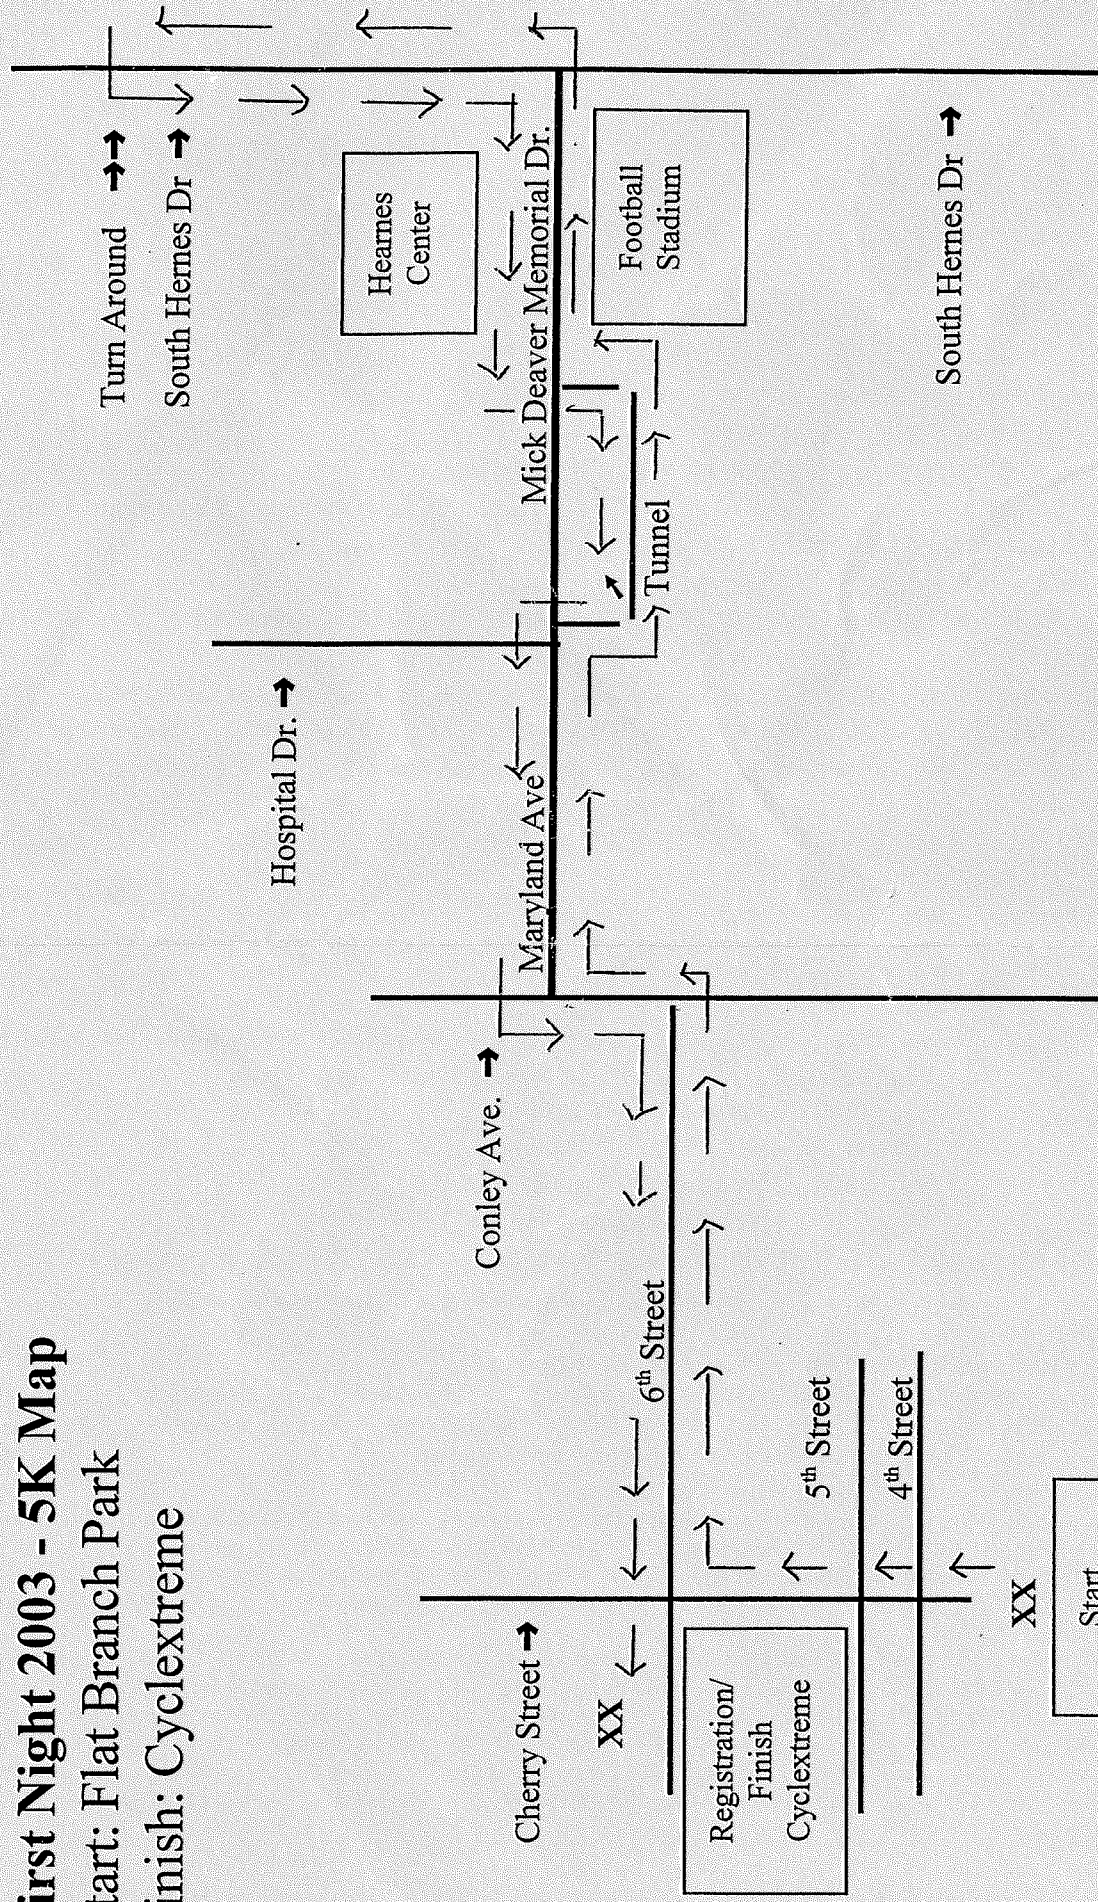 irst Night 2003 - 5K Map
tart: Flat Branch Park
inish: Cyclextreme
Turn Around
South Hernes Dr
Hearnes
Center
Hospital Dr.
Mick Deaver Memorial Dr.
Maryland Ave
Football
Stadium
Tunnel
South Hernes Dr
Conley Ave.
6th Street
5th Street
4th Street
Cherry Street
XX
Registration/
Finish
Cyclextreme
XX
Start